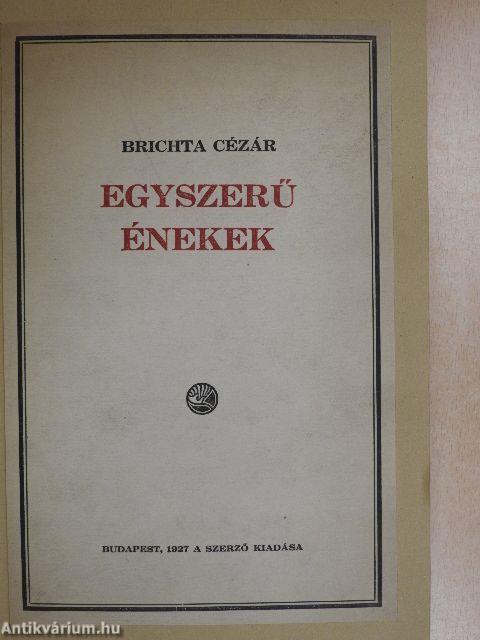 BRICHTA CÉZÁR
EGYSZERŰ
ÉNEKEK
BUDAPEST, 1927 A SZERZŐ KIADÁSA
Antikvárium.hu